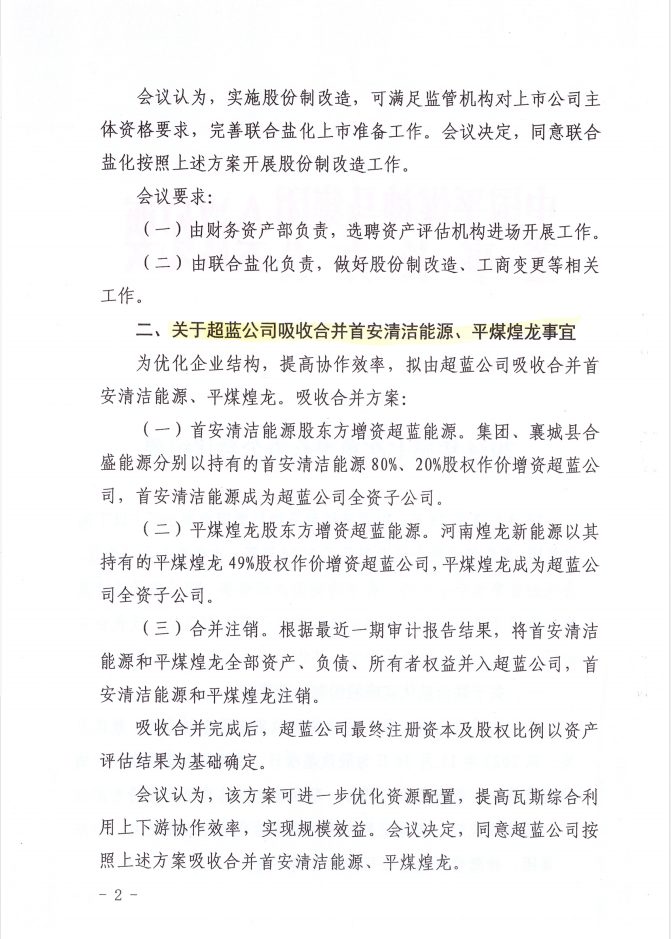 会议认为，实施股份制改造，可满足监管机构对上市公司主
体资格要求，完善联合盐化上市准备工作。会议决定，同意联合
盐化按照上述方案开展股份制改造工作。
会议要求：
（一）由财务资产部负责，选聘资产评估机构进场开展工作。
（二）由联合盐化负责，做好股份制改造、工商变更等相关
工作。
二、关于超蓝公司吸收合并首安清洁能源、平煤煌龙事宜
为优化企业结构，提高协作效率，拟由超蓝公司吸收合并首
安清洁能源、平煤煌龙。吸收合并方案：
（一）首安清洁能源股东方增资超蓝能源。集团、襄城县合
盛能源分别以持有的首安清洁能源80%、20%股权作价增资超蓝公
司，首安清洁能源成为超蓝公司全资子公司。
（二）平煤煌龙股东方增资超蓝能源。河南煌龙新能源以其
持有的平煤煌龙49%股权作价增资超蓝公司，平煤煌龙成为超蓝公
司全资子公司。
（三）合并注销。根据最近一期审计报告结果，将首安清洁
能源和平煤煌龙全部资产、负债、所有者权益并入超蓝公司，首
安清洁能源和平煤煌龙注销。
吸收合并完成后，超蓝公司最终注册资本及股权比例以资产
评估结果为基础确定。
会议认为，该方案可进一步优化资源配置，提高瓦斯综合利
用上下游协作效率，实现规模效益。会议决定，同意超蓝公司按
照上述方案吸收合并首安清洁能源、平煤煌龙。
- 2 -